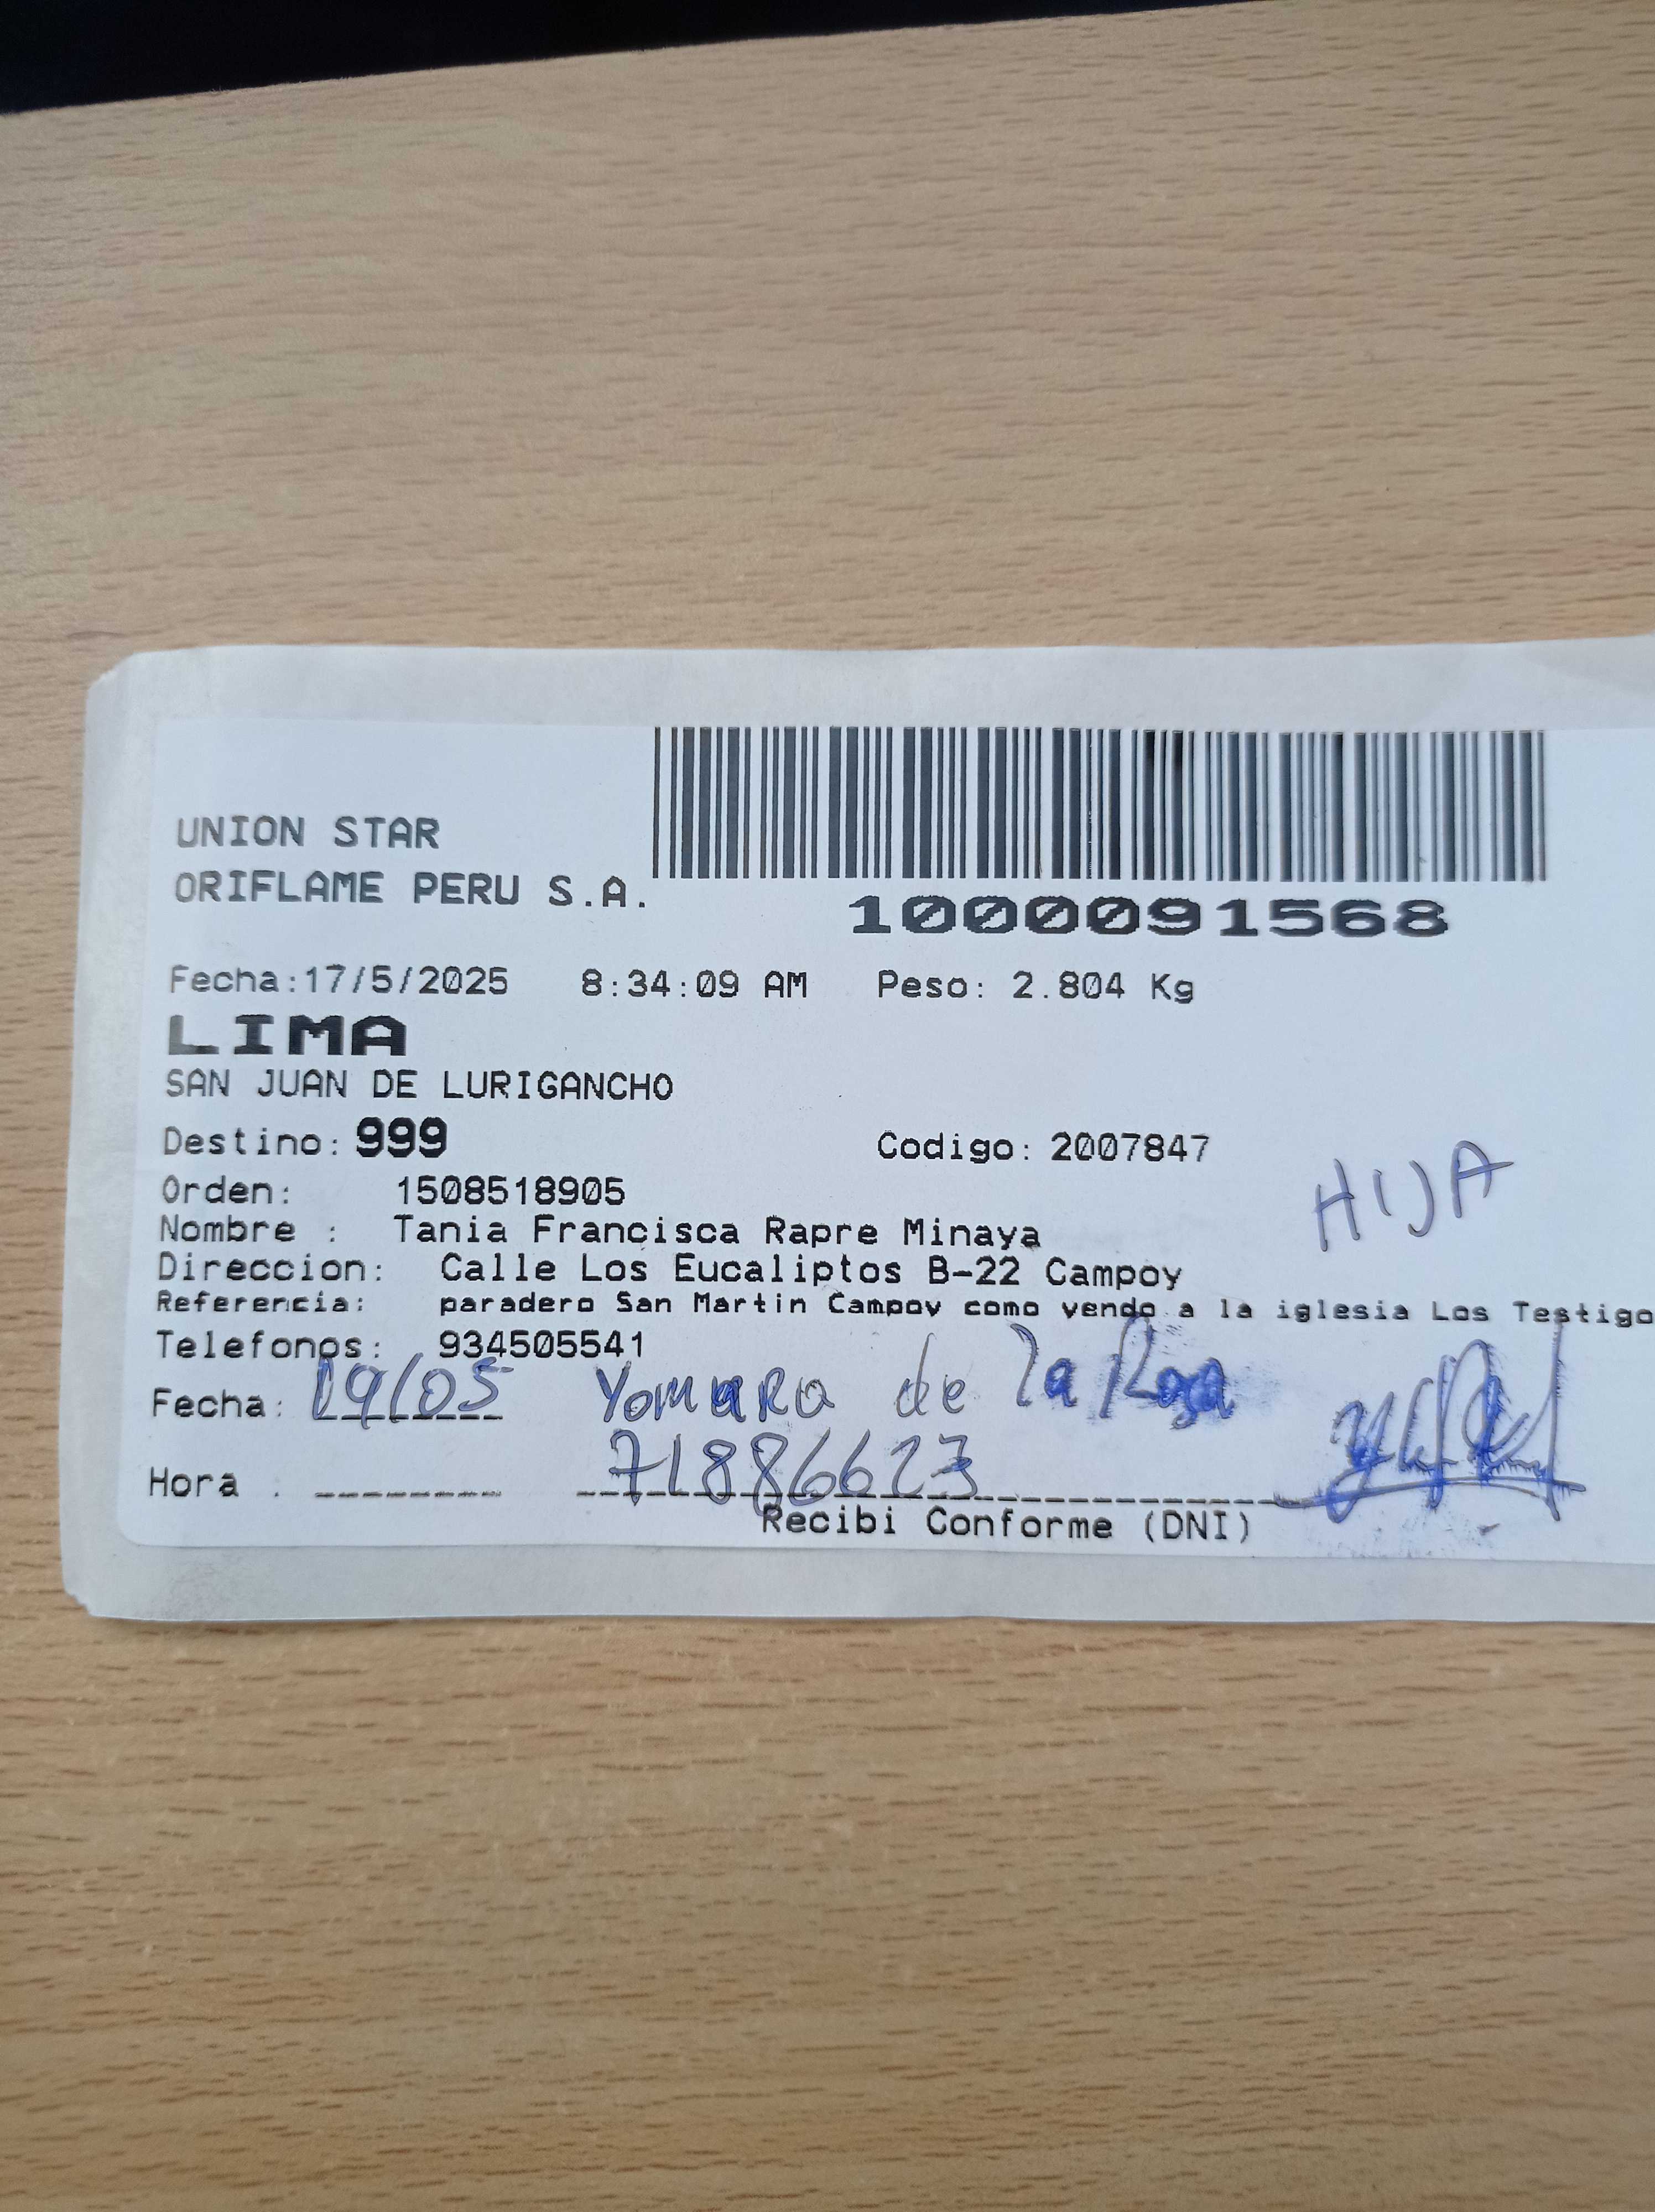 UNION STAR
ORIFLAME PERU S.A.
1000091568
Fecha:17/5/2025 8:34:09 AM Peso: 2.804 Kg
LIMA
SAN JUAN DE LURIGANCHO
Destino: 999 Codigo: 2007847
HIJA
Orden: 1508518905
Nombre : Tania Francisca Rapre Minaya
Direccion: Calle Los Eucaliptos B-22 Campoy
Referencia: paradero San Martin Campoy como vendo a la iglesia Los Testigo
Telefonos: 934505541
Fecha: 19/05 Yomara de la Rosa
Hora : 71886623
Recibi Conforme (DNI)